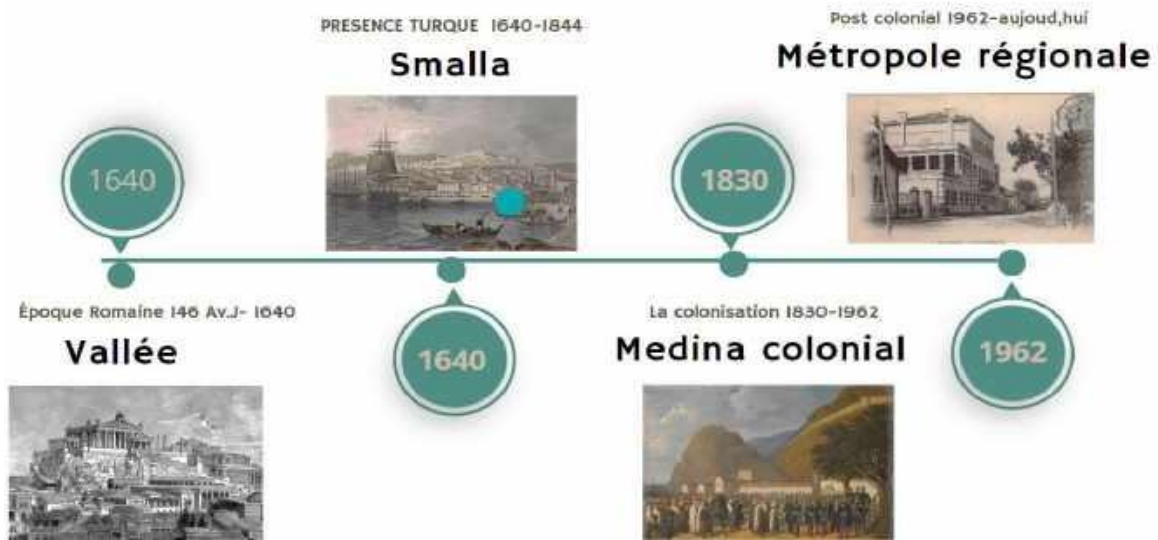 PRESENCE TURQUE 1640-1844
Smalla
Post colonial 1962-aujoud,hui
Métropole régionale
1640
1830
Époque Romaine 146 Av.J- 1640
Vallée
1640
La colonisation 1830-1962
Medina colonial
1962